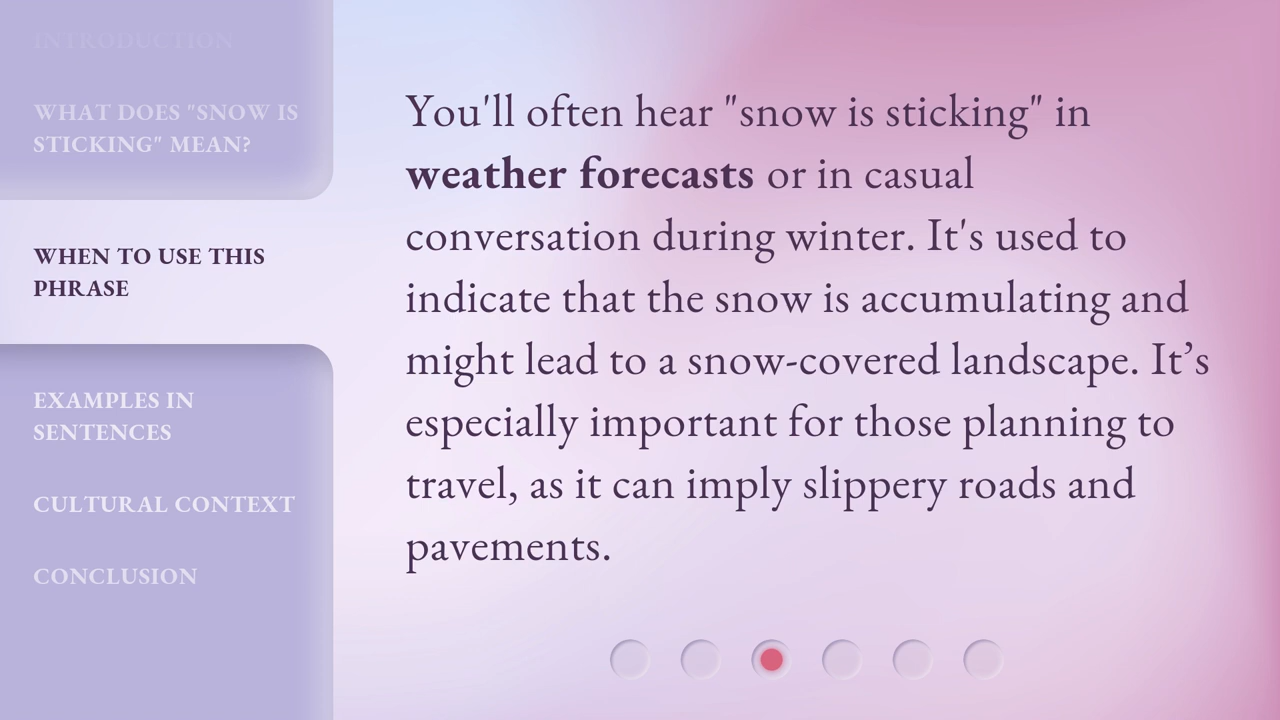 INTRODUCTION
WHAT DOES "SNOW IS
STICKING" MEAN?
WHEN TO USE THIS
PHRASE
EXAMPLES IN
SENTENCES
CULTURAL CONTEXT
CONCLUSION
You'll often hear "snow is sticking" in
weather forecasts or in casual
conversation during winter. It's used to
indicate that the snow is accumulating and
might lead to a snow-covered landscape. It’s
especially important for those planning to
travel, as it can imply slippery roads and
pavements.